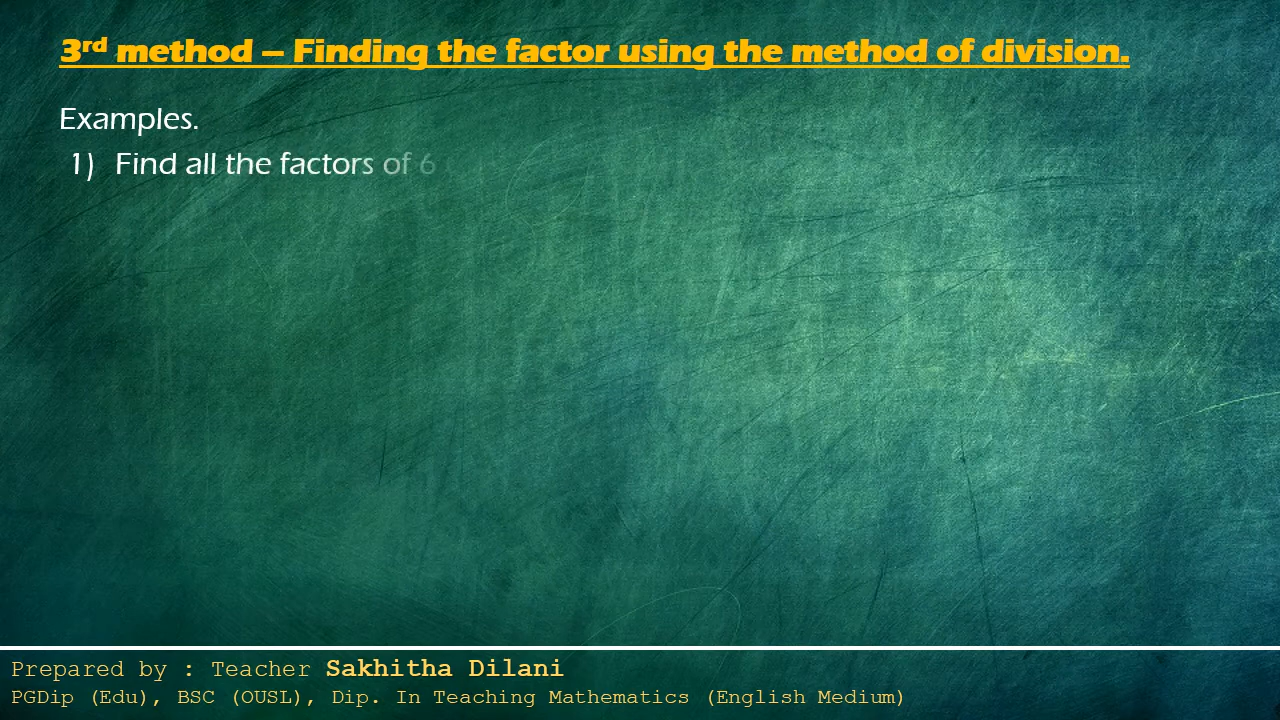 3rd method – Finding the factor using the method of division.
Examples.
1) Find all the factors of 6
Prepared by : Teacher Sakhitha Dilani
PGDip (Edu), BSC (OUSL), Dip. In Teaching Mathematics (English Medium)